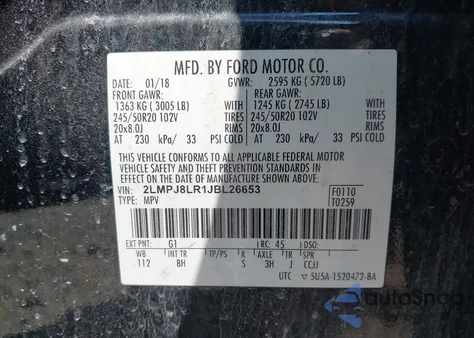 MFD. BY FORD MOTOR CO.
DATE: 01/18 GVWR: 2595 KG ( 5720 LB)
FRONT GAWR: REAR GAWR:
1363 KG ( 3005 LB) WITH 1245 KG ( 2745 LB) WITH
245/50R20 102V TIRES 245/50R20 102V TIRES
20x8.0J RIMS 20x8.0J RIMS
AT 230 kPa/ 33 PSI COLD AT 230 kPa/ 33 PSI COLD
THIS VEHICLE CONFORMS TO ALL APPLICABLE FEDERAL MOTOR
VEHICLE SAFETY AND BUMPER AND THEFT PREVENTION STANDARDS IN
EFFECT ON THE DATE OF MANUFACTURE SHOWN ABOVE.
VIN: 2LMPJ8LR1JBL26653
TYPE: MPV
F0110
T0259
EXT PNT: G1 RC: 45 DSO:
WB BRK INT TR TP/PS R AXLE TR SPR
112 BH S 3H J CCJJ
UTC ▽ 5U5A-1520472-BA
AutoSnap